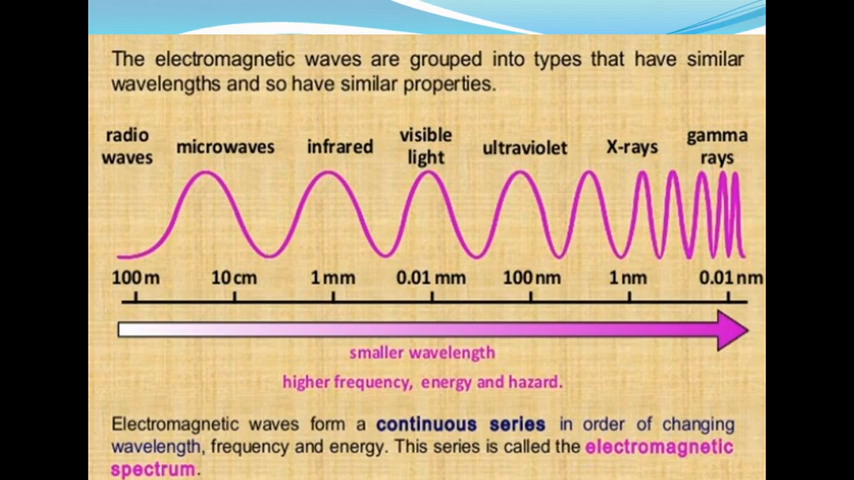 The electromagnetic waves are grouped into types that have similar
wavelengths and so have similar properties.
radio waves microwaves infrared visible light ultraviolet X-rays gamma rays
100 m 10 cm 1 mm 0.01 mm 100 nm 1 nm 0.01 nm
smaller wavelength
higher frequency, energy and hazard.
Electromagnetic waves form a continuous series in order of changing
wavelength, frequency and energy. This series is called the electromagnetic
spectrum.